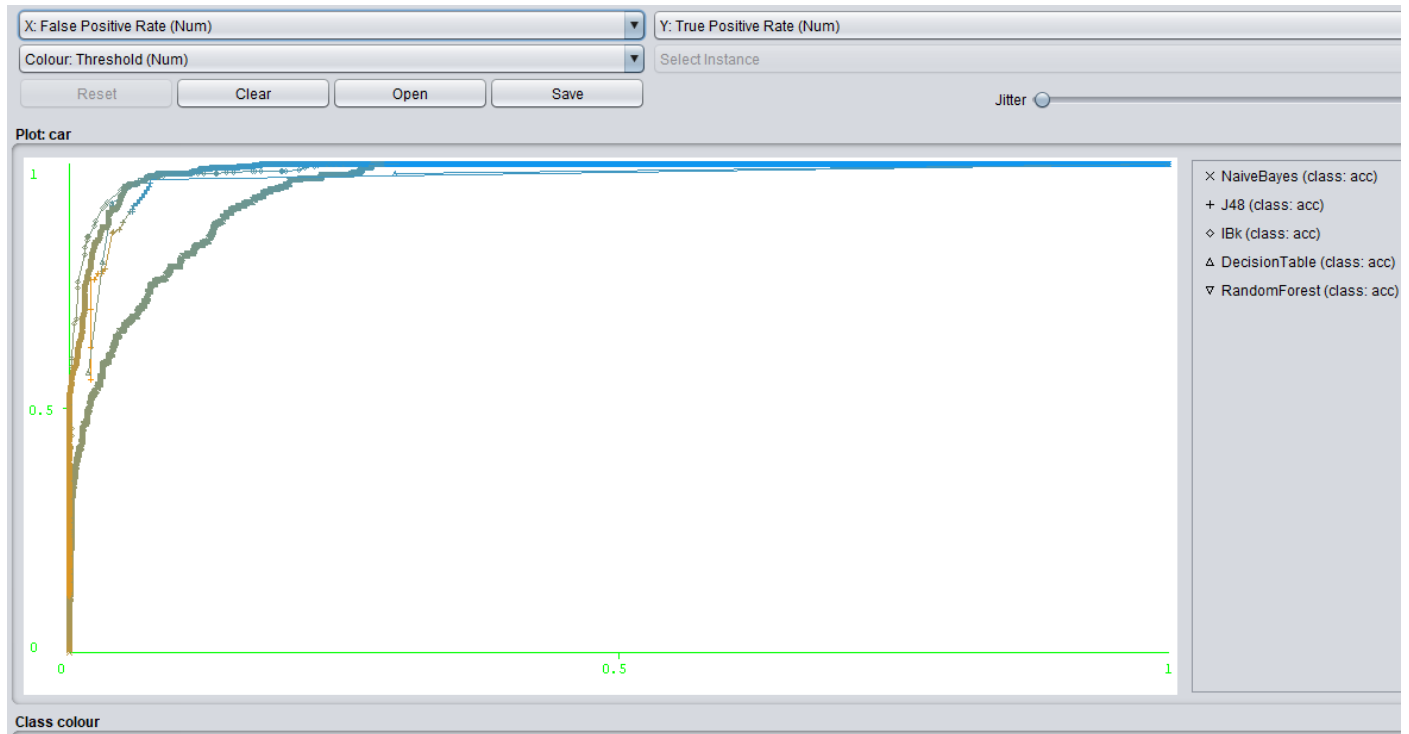 X: False Positive Rate (Num) Y: True Positive Rate (Num)
Colour: Threshold (Num) Select Instance
Reset Clear Open Save Jitter
Plot: car
1
0.5
0
0 0.5 1
NaiveBayes (class: acc)
J48 (class: acc)
IBk (class: acc)
DecisionTable (class: acc)
RandomForest (class: acc)
Class colour